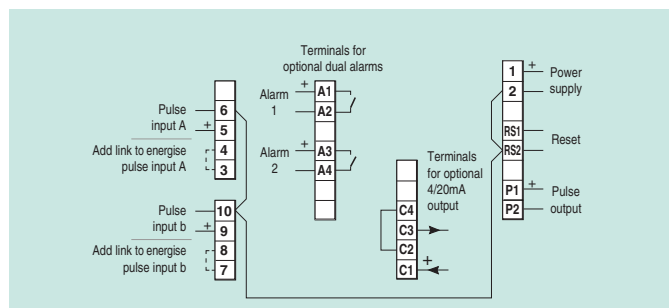 Terminals for
optional dual alarms
6
Pulse
input A
+
5
Add link to energise
pulse input A
4
3
10
Pulse
input b
+
9
Add link to energise
pulse input b
8
7
Alarm
1
+
A1
A2
Alarm
2
+
A3
A4
Terminals
for optional
4/20mA
output
C4
C3
C2
+
C1
1
+
2
Power
supply
RS1
RS2
Reset
P1
+
P2
Pulse
output